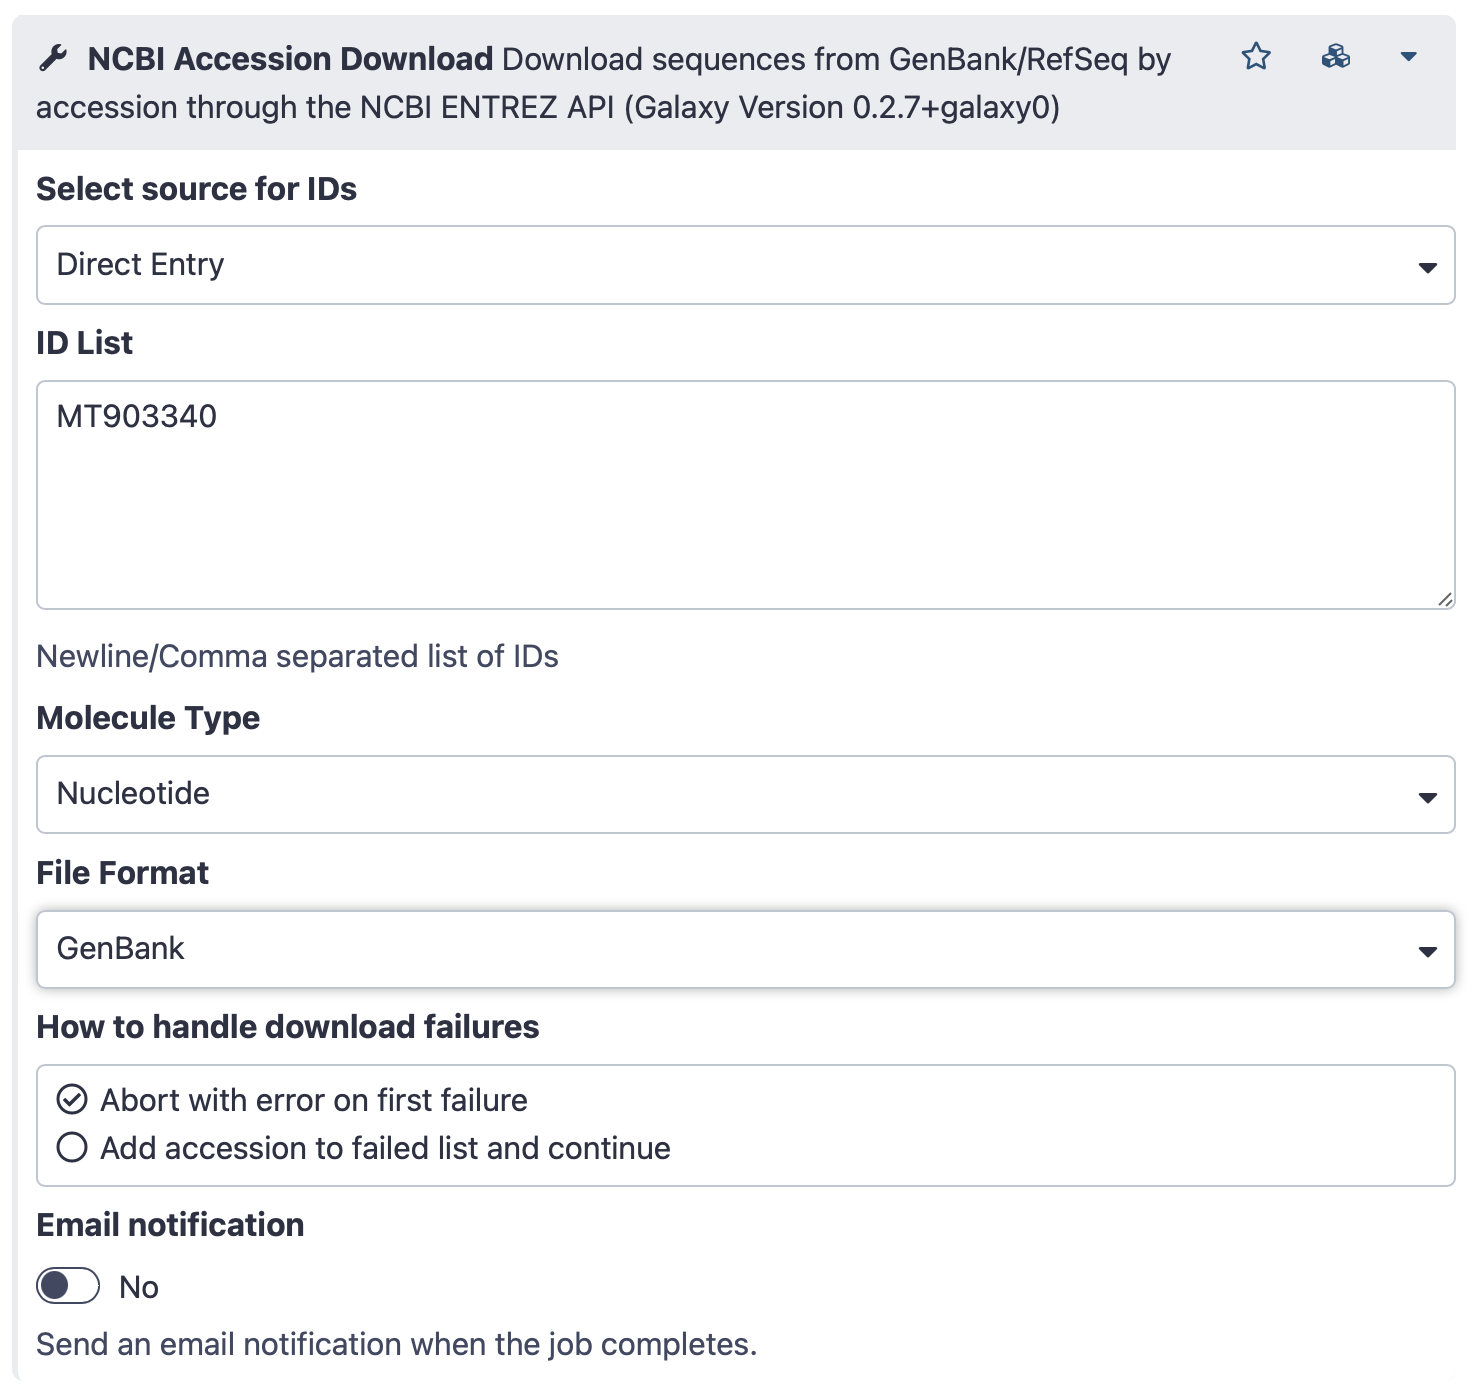 NCBI Accession Download Download sequences from GenBank/RefSeq by
accession through the NCBI ENTREZ API (Galaxy Version 0.2.7+galaxy0)
Select source for IDs
Direct Entry
ID List
MT903340
Newline/Comma separated list of IDs
Molecule Type
Nucleotide
File Format
GenBank
How to handle download failures
Abort with error on first failure
Add accession to failed list and continue
Email notification
No
Send an email notification when the job completes.